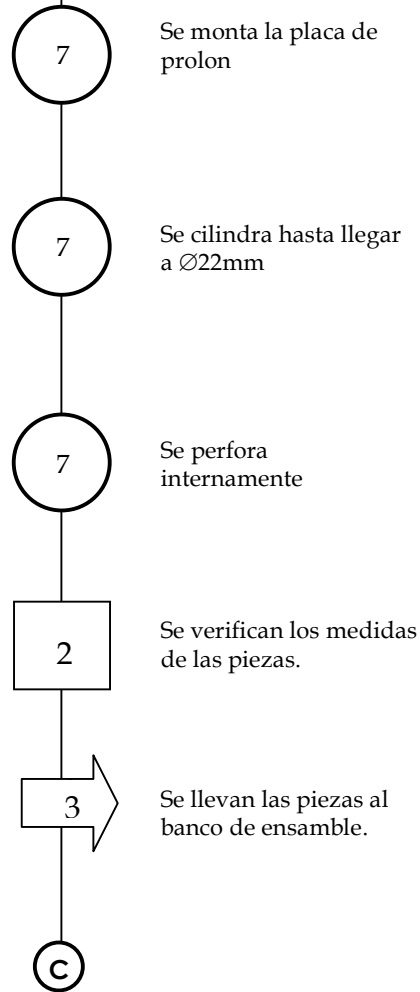 7
Se monta la placa de
prolon
7
Se cilindra hasta llegar
a Ø22mm
7
Se perfora
internamente
2
Se verifican los medidas
de las piezas.
3
Se llevan las piezas al
banco de ensamble.
C